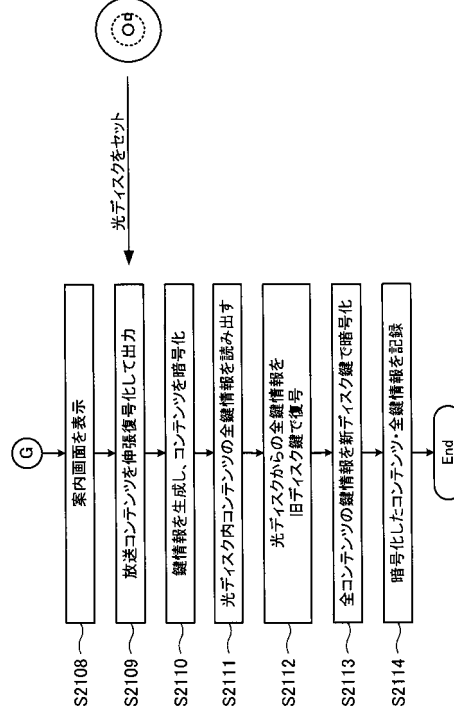 G
S2108
案内画面を表示
S2109
放送コンテンツを伸張復号化して出力
光ディスクをセット
S2110
鍵情報を生成し、コンテンツを暗号化
S2111
光ディスク内コンテンツの全鍵情報を読み出す
S2112
光ディスクからの全鍵情報を
旧ディスク鍵で復号
S2113
全コンテンツの鍵情報を新ディスク鍵で暗号化
S2114
暗号化したコンテンツ・全鍵情報を記録
End